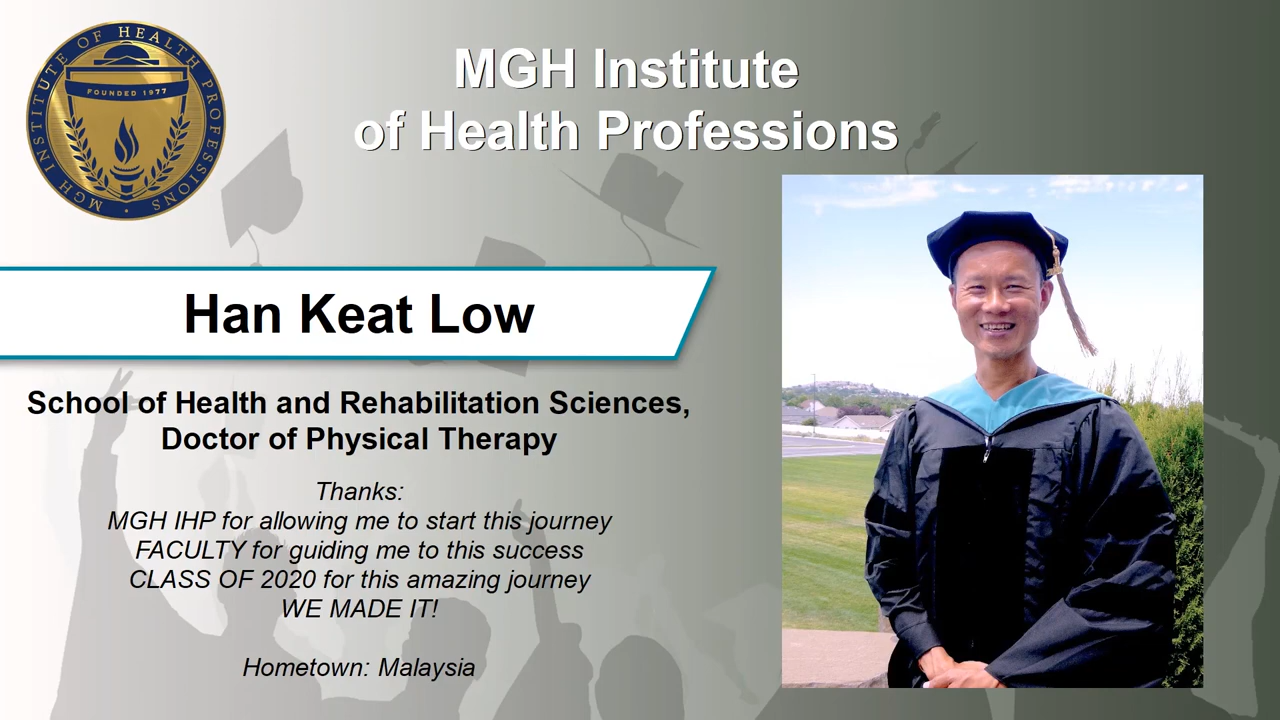 MGH INSTITUTE OF HEALTH PROFESSIONS
FOUNDED 1977
MGH Institute
of Health Professions
Han Keat Low
School of Health and Rehabilitation Sciences,
Doctor of Physical Therapy
Thanks:
MGH IHP for allowing me to start this journey
FACULTY for guiding me to this success
CLASS OF 2020 for this amazing journey
WE MADE IT!
Hometown: Malaysia